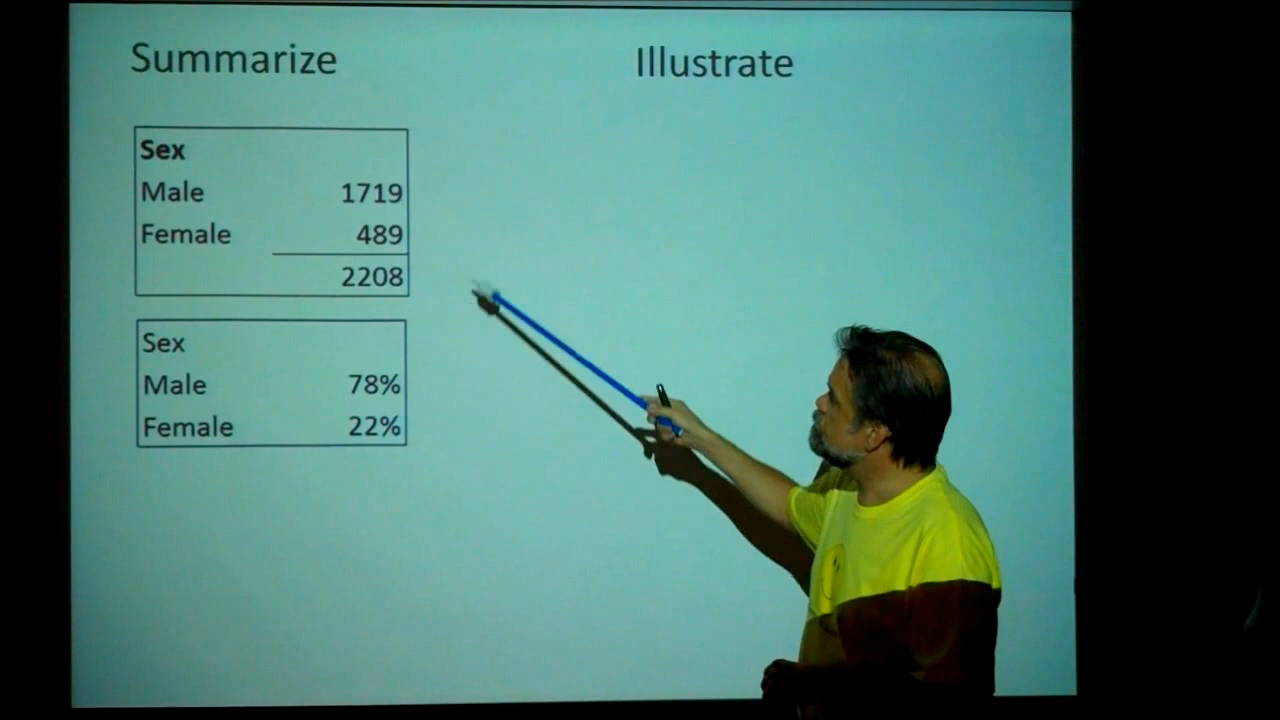 Summarize
Illustrate
Sex
Male 1719
Female 489
2208
Sex
Male 78%
Female 22%